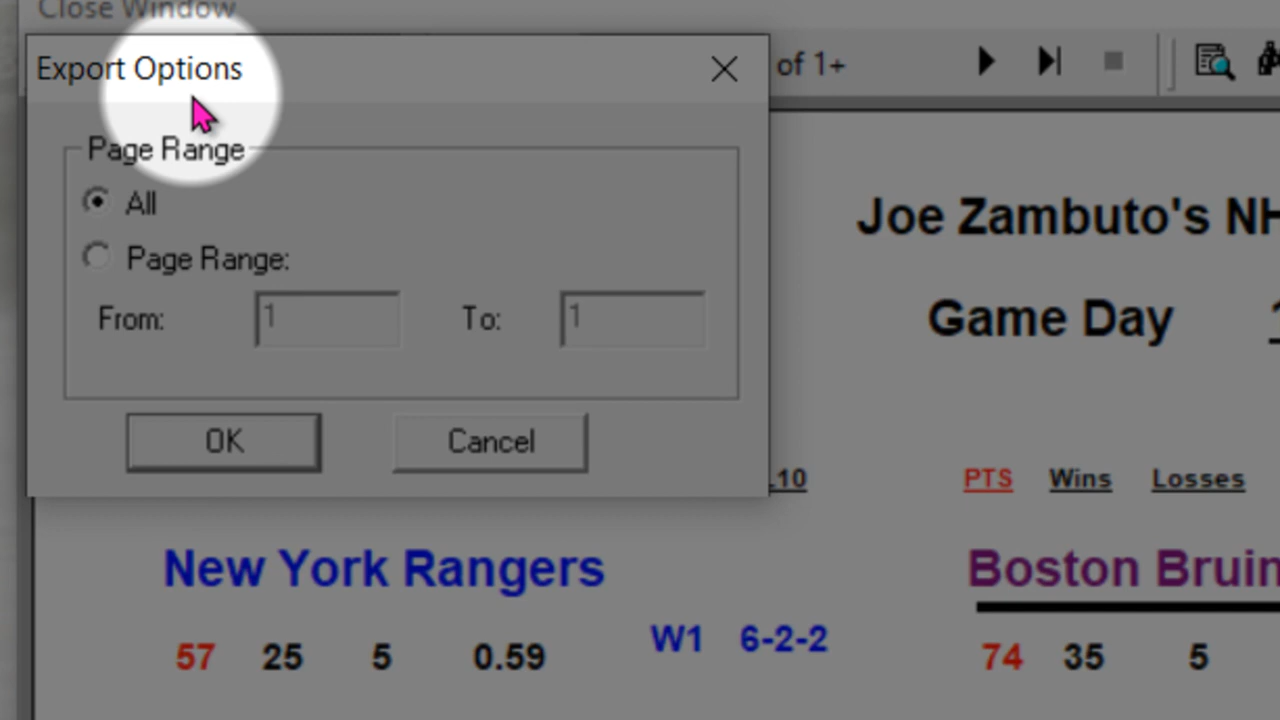 Close Window
Export Options
of 1+
Page Range
All
Page Range:
From: 1 To: 1
OK Cancel
Joe Zambuto's NH
Game Day
10 PTS Wins Losses
New York Rangers Boston Bruin
W1 6-2-2
57 25 5 0.59 74 35 5